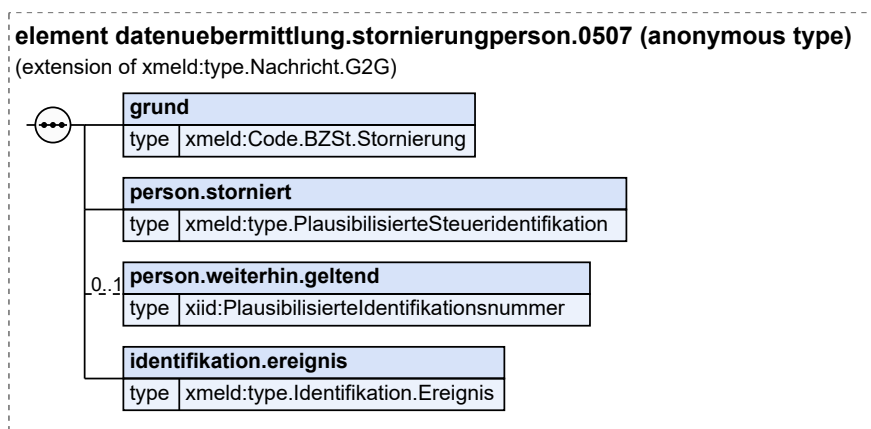 element datenuebermittlung.stornierungperson.0507 (anonymous type)
(extension of xmeld:type.Nachricht.G2G)
grund
type xmeld:Code.BZSt.Stornierung
person.storniert
type xmeld:type.PlausibilisierteSteueridentifikation
0..1 person.weiterhin.geltend
type xiid:PlausibilisierteIdentifikationsnummer
identifikation.ereignis
type xmeld:type.Identifikation.Ereignis